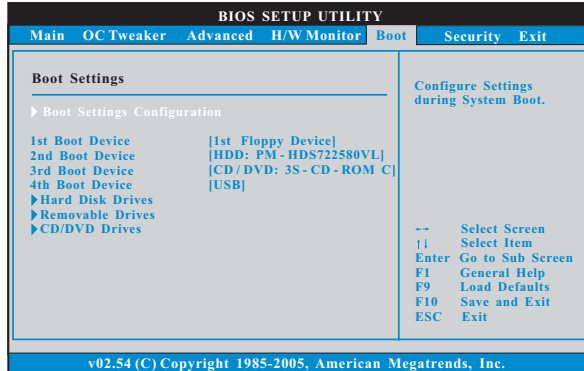 BIOS SETUP UTILITY
Main OC Tweaker Advanced H/W Monitor Boot Security Exit
Boot Settings
Boot Settings Configuration
1st Boot Device [1st Floppy Device]
2nd Boot Device [HDD: PM - HDS722580VL]
3rd Boot Device [CD / DVD: 3S - CD - ROM C]
4th Boot Device [USB]
Hard Disk Drives
Removable Drives
CD/DVD Drives
Configure Settings
during System Boot.
←→ Select Screen
↑↓ Select Item
Enter Go to Sub Screen
F1 General Help
F9 Load Defaults
F10 Save and Exit
ESC Exit
v02.54 (C) Copyright 1985-2005, American Megatrends, Inc.